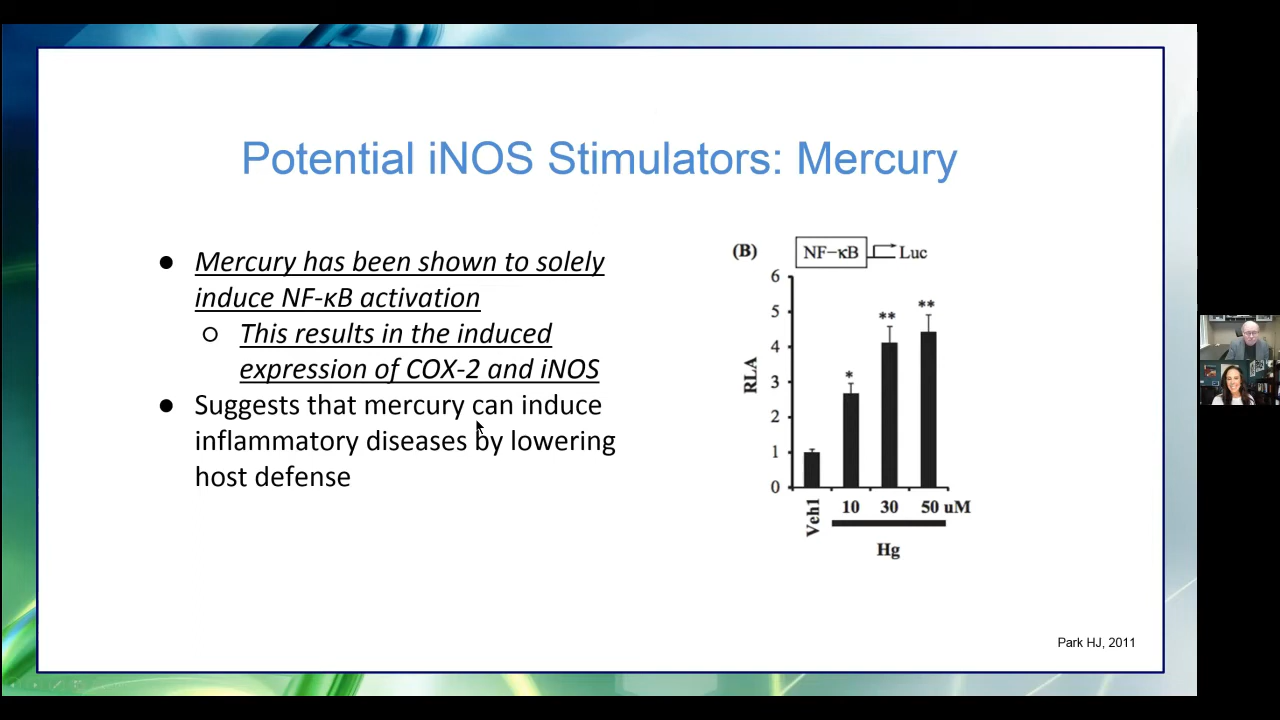 Potential iNOS Stimulators: Mercury
● Mercury has been shown to solely
induce NF-κB activation
○ This results in the induced
expression of COX-2 and iNOS
● Suggests that mercury can induce
inflammatory diseases by lowering
host defense
(B) NF-κB Luc
6
5
4
3
2
1
0
RLA
*
**
**
Veh1 10 30 50 uM
Hg
Park HJ, 2011